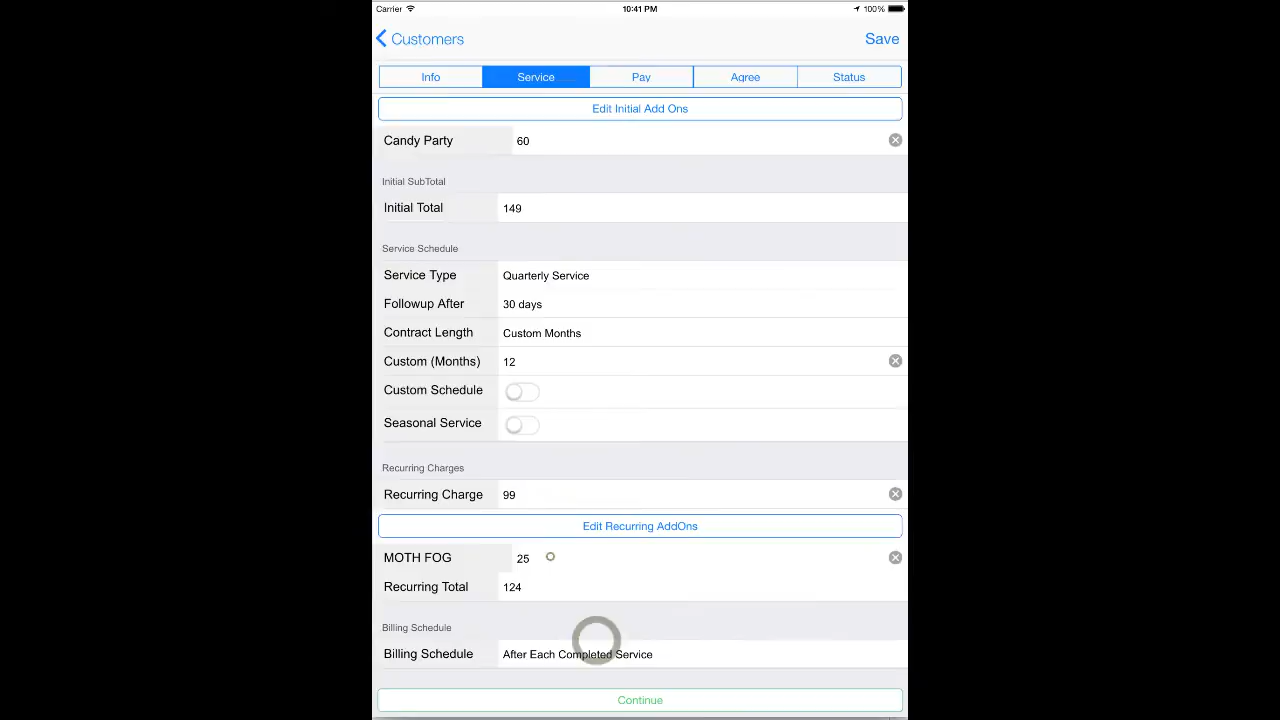 Carrier 10:41 PM 100%
Customers Save
Info Service Pay Agree Status
Edit Initial Add Ons
Candy Party 60
Initial SubTotal
Initial Total 149
Service Schedule
Service Type Quarterly Service
Followup After 30 days
Contract Length Custom Months
Custom (Months) 12
Custom Schedule
Seasonal Service
Recurring Charges
Recurring Charge 99
Edit Recurring AddOns
MOTH FOG 25
Recurring Total 124
Billing Schedule
Billing Schedule After Each Completed Service
Continue